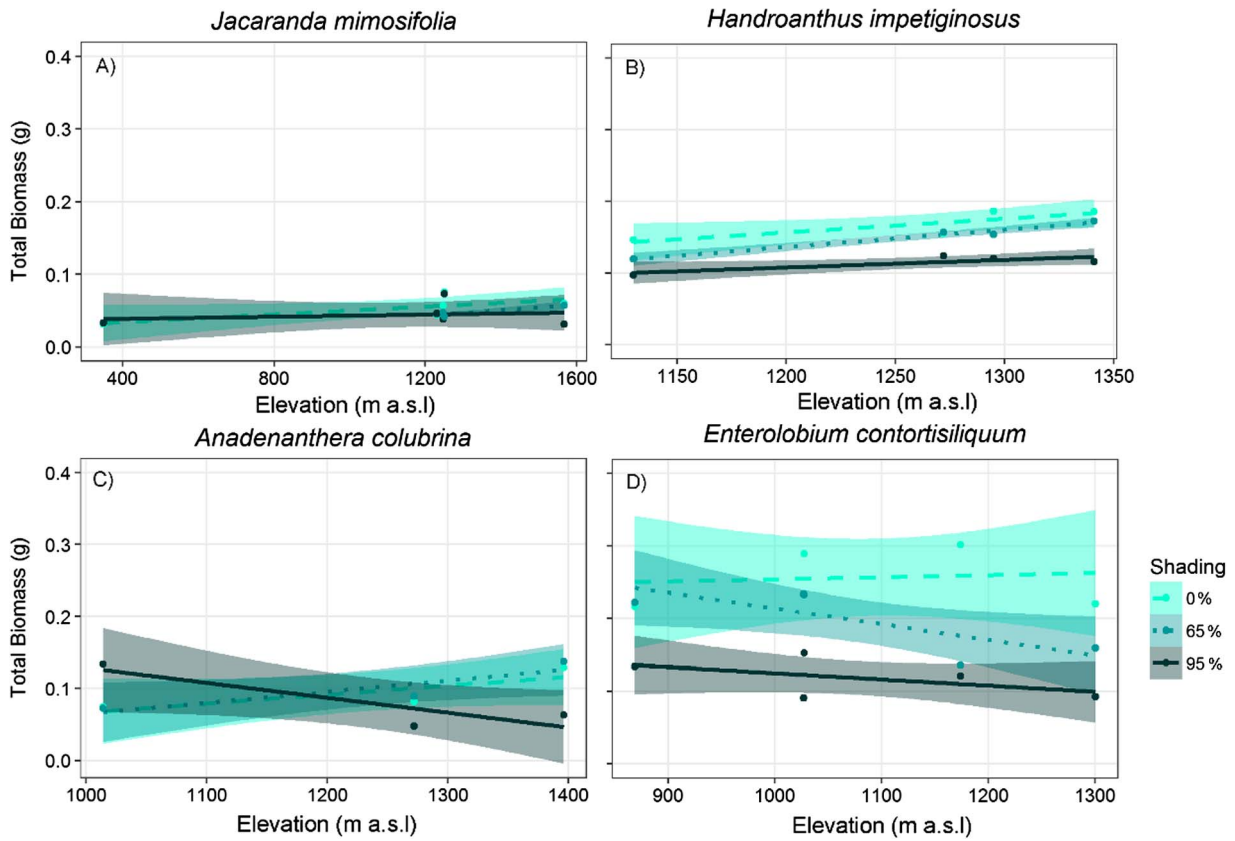 Jacaranda mimosifolia
Handroanthus impetiginosus
A)
B)
Total Biomass (g)
0.4
0.3
0.2
0.1
0.0
400 800 1200 1600
1150 1200 1250 1300 1350
Elevation (m a.s.l)
Elevation (m a.s.l)
Anadenanthera colubrina
Enterolobium contortisiliquum
C)
D)
Total Biomass (g)
0.4
0.3
0.2
0.1
0.0
1000 1100 1200 1300 1400
900 1000 1100 1200 1300
Elevation (m a.s.l)
Elevation (m a.s.l)
Shading
0 %
65 %
95 %